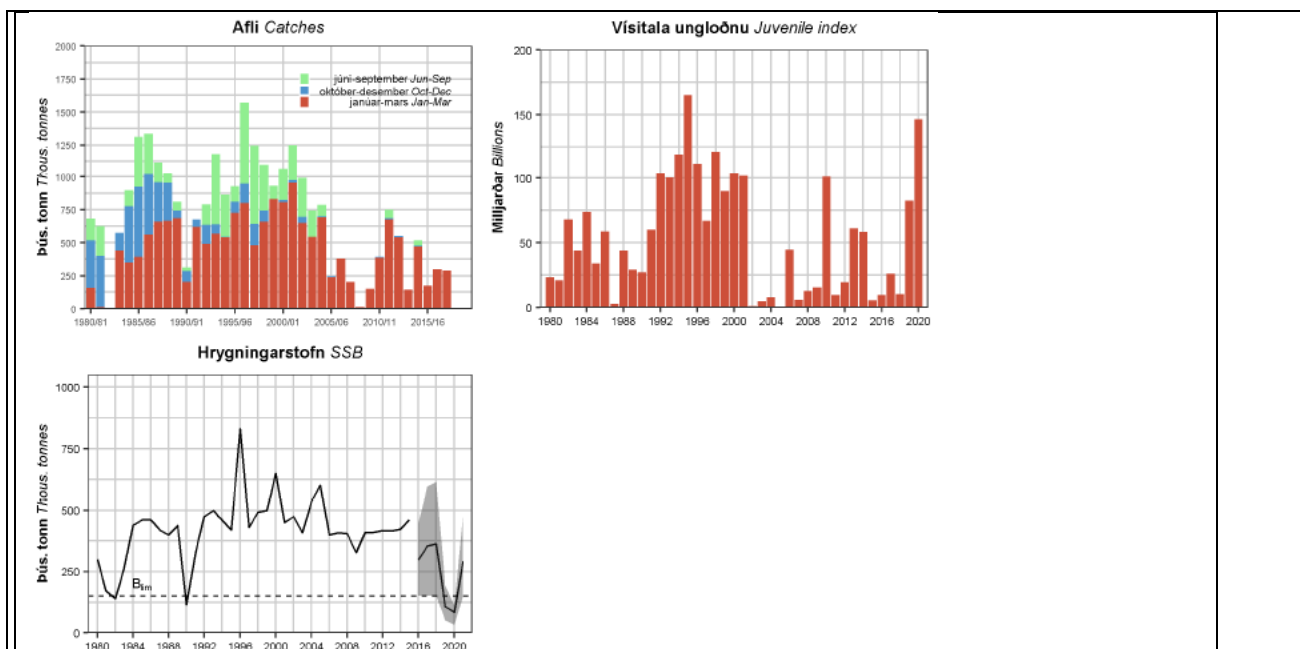 Afli Catches
þús. tonn Thous. tonnes
2000
1750
1500
1250
1000
750
500
250
0
júní-september Jun-Sep
október-desember Oct-Dec
janúar-mars Jan-Mar
1980/81 1985/86 1990/91 1995/96 2000/01 2005/06 2010/11 2015/16
Vísitala ungloðnu Juvenile index
Milljarðar Billions
200
150
100
50
0
1980 1984 1988 1992 1996 2000 2004 2008 2012 2016 2020
Hrygningarstofn SSB
þús. tonn Thous. tonnes
1000
750
500
250
0
Blim
1980 1984 1988 1992 1996 2000 2004 2008 2012 2016 2020